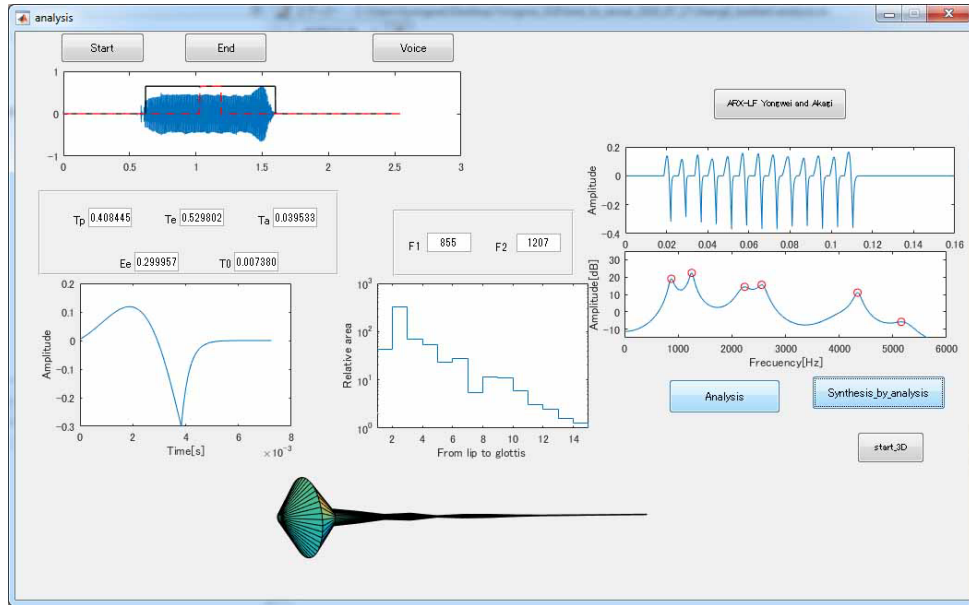 analysis
Start
End
Voice
1
0
-1
0 0.5 1 1.5 2 2.5 3
ARX-LF Yongwei and Akagi
Tp 0.408445 Te 0.529802 Ta 0.039533
Ee 0.299957 T0 0.007380
F1 855 F2 1207
Amplitude
0.2
0
-0.2
-0.4
0 0.02 0.04 0.06 0.08 0.1 0.12 0.14 0.16
Amplitude[dB]
30
20
10
0
-10
0 1000 2000 3000 4000 5000 6000
Frecuency[Hz]
Amplitude
0.2
0.1
0
-0.1
-0.2
-0.3
0 2 4 6 8
Time[s]
×10-3
Relative area
103
102
101
100
2 4 6 8 10 12 14
From lip to glottis
Analysis
Synthesis_by_analysis
start_3D